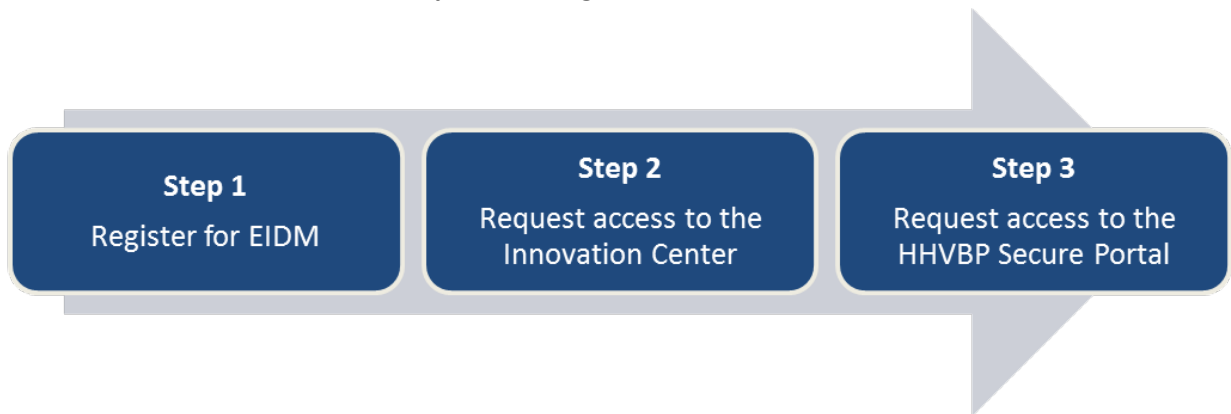 Step 1
Register for EIDM
Step 2
Request access to the
Innovation Center
Step 3
Request access to the
HHVBP Secure Portal